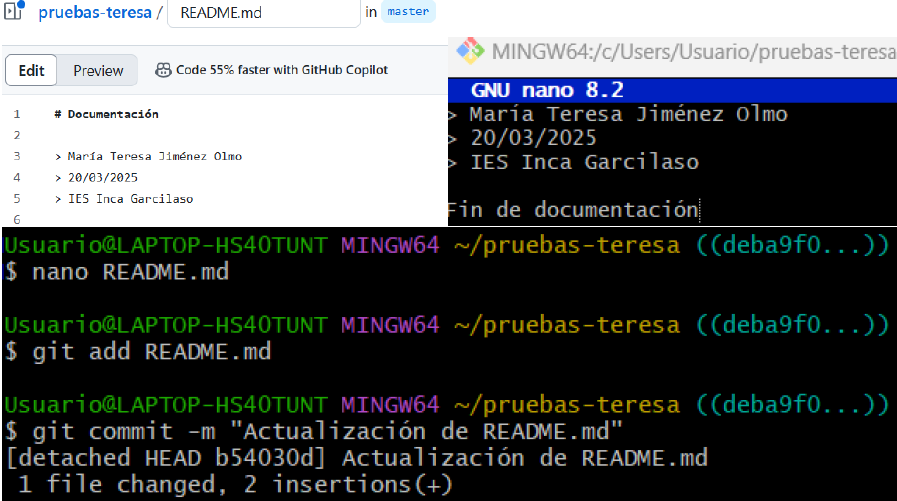 pruebas-teresa / README.md in master
Edit Preview Code 55% faster with GitHub Copilot
1 # Documentación
2
3 > María Teresa Jiménez Olmo
4 > 20/03/2025
5 > IES Inca Garcilaso
6
MINGW64:/c/Users/Usuario/pruebas-teresa
GNU nano 8.2
> María Teresa Jiménez Olmo
> 20/03/2025
> IES Inca Garcilaso
Fin de documentación
Usuario@LAPTOP-HS40TUNT MINGW64 ~/pruebas-teresa ((deba9f0...))
$ nano README.md
Usuario@LAPTOP-HS40TUNT MINGW64 ~/pruebas-teresa ((deba9f0...))
$ git add README.md
Usuario@LAPTOP-HS40TUNT MINGW64 ~/pruebas-teresa ((deba9f0...))
$ git commit -m "Actualización de README.md"
[detached HEAD b54030d] Actualización de README.md
1 file changed, 2 insertions(+)